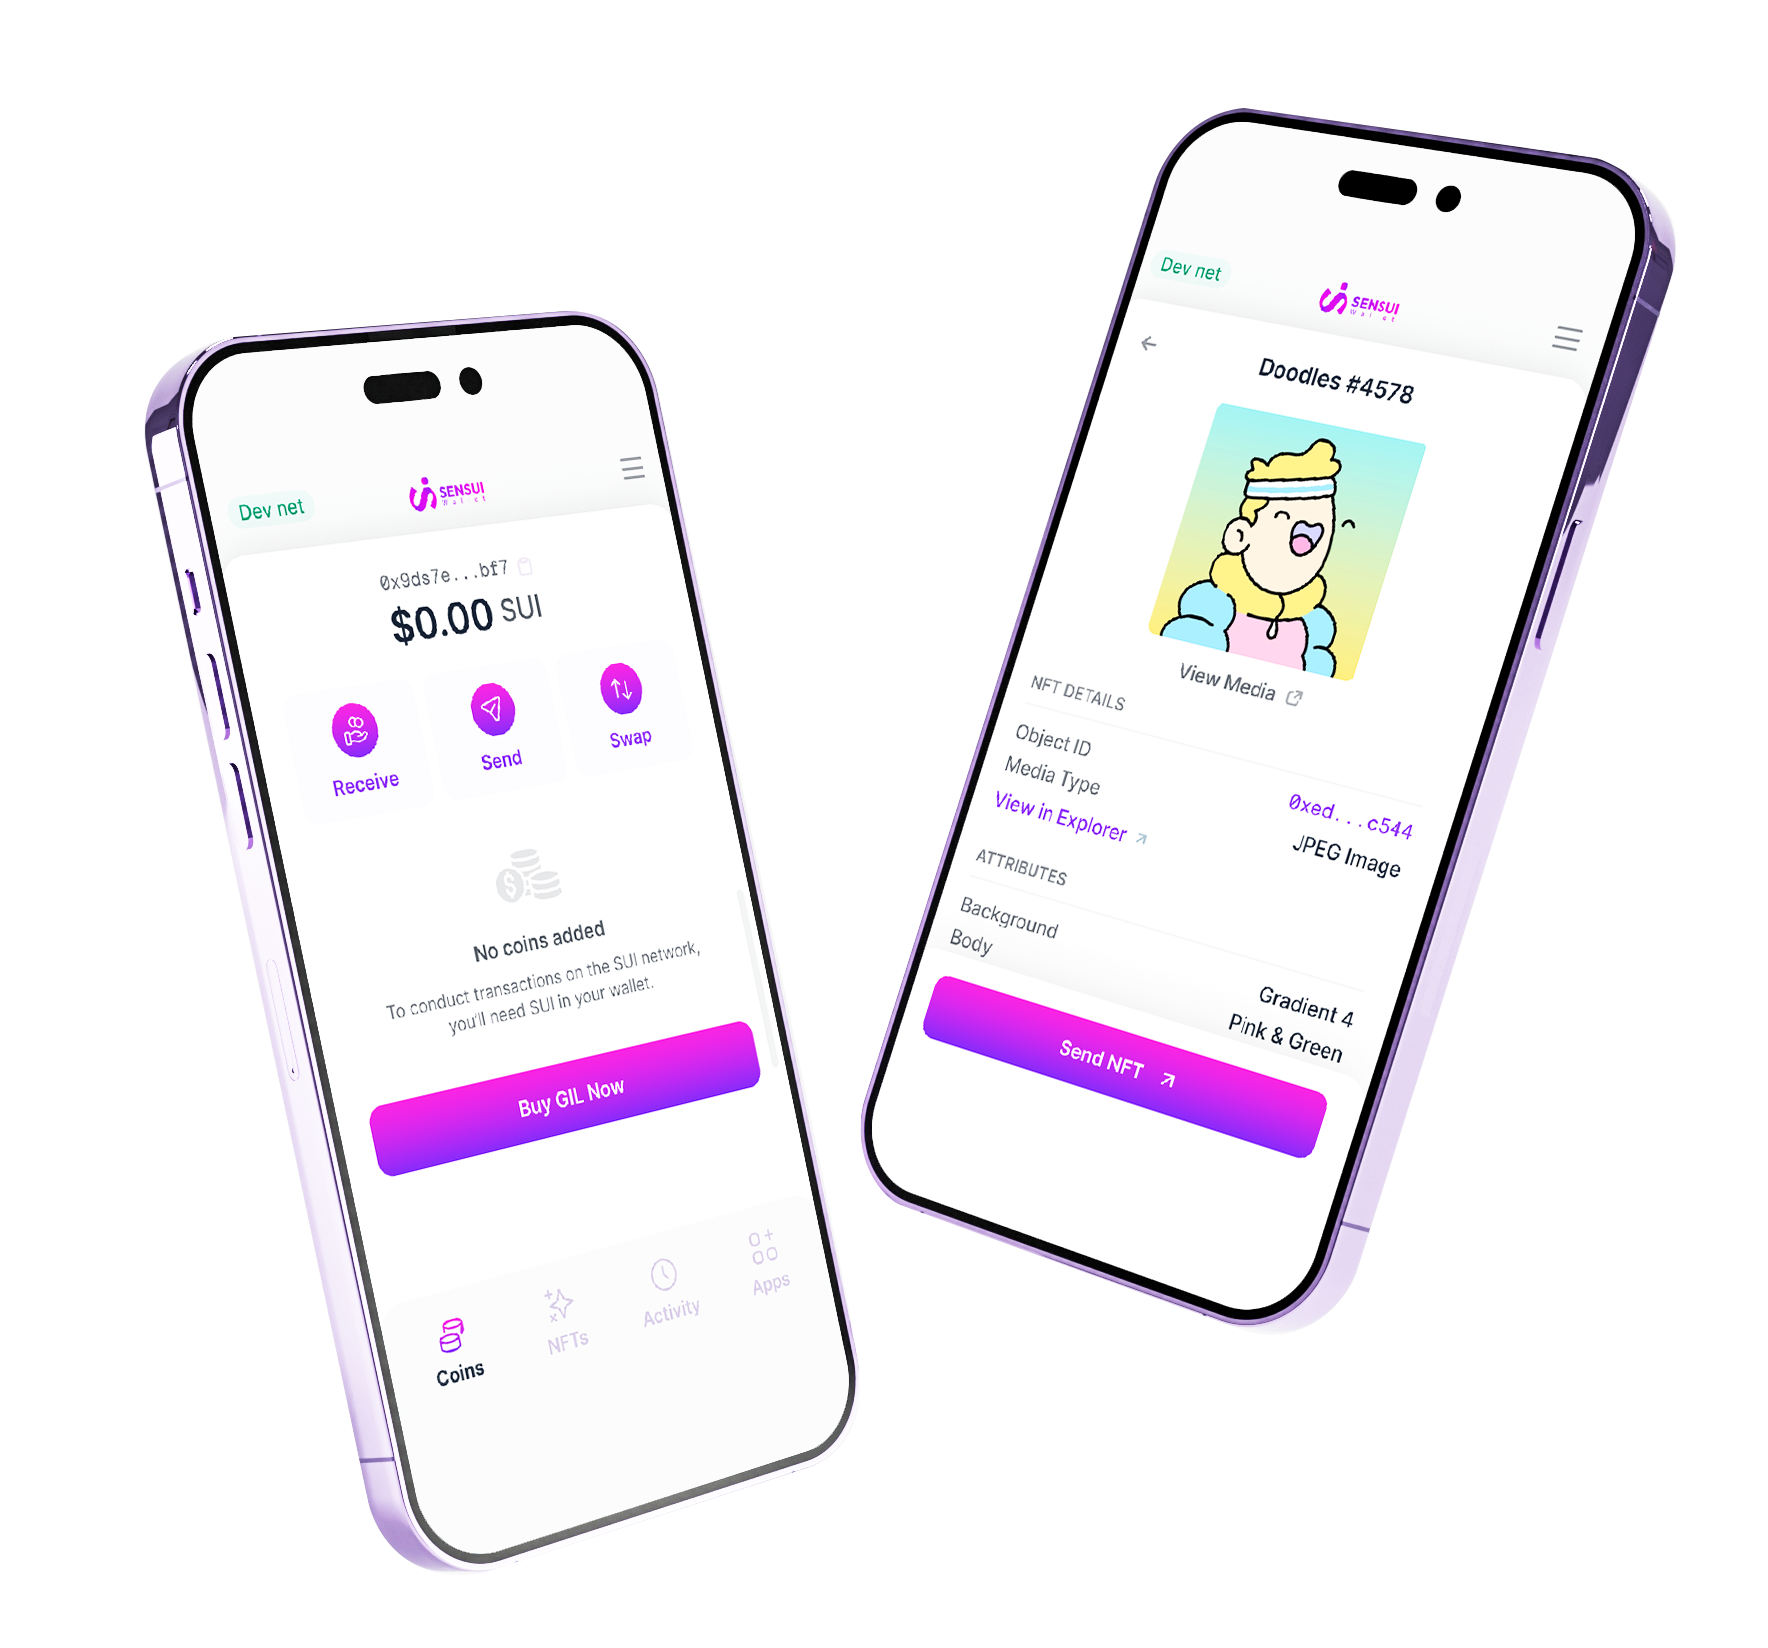 Dev net
SENSUI
Wallet
0x9ds7e...bf7
$0.00 SUI
Receive
Send
Swap
No coins added
To conduct transactions on the SUI network,
you'll need SUI in your wallet.
Buy GIL Now
Coins
NFTs
Activity
Apps
Dev net
SENSUI
Wallet
Doodles #4578
View Media
NFT DETAILS
Object ID
0xed...c544
Media Type
JPEG Image
View in Explorer
ATTRIBUTES
Background
Gradient 4
Body
Pink & Green
Send NFT